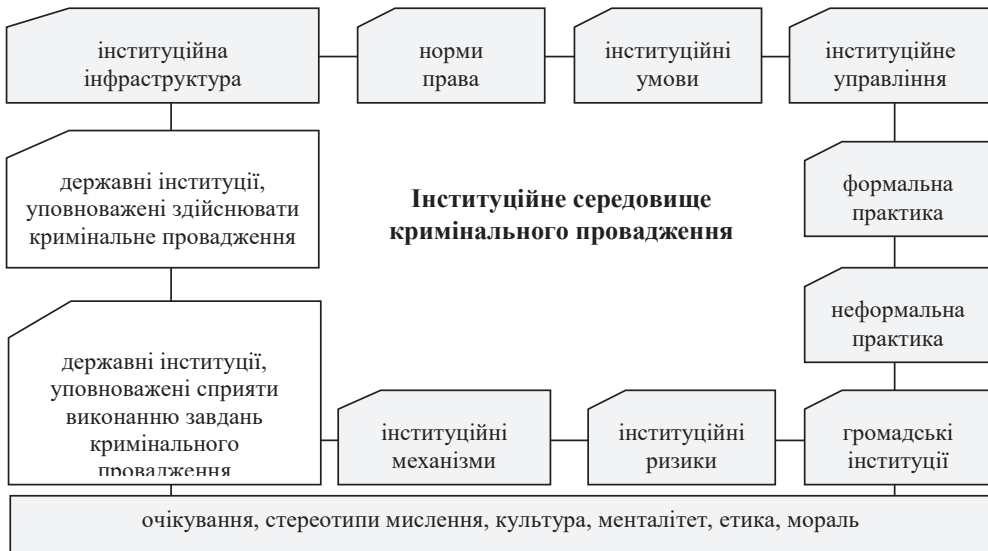 інституційна
інфраструктура
норми
права
інституційні
умови
інституційне
управління
державні інституції,
уповноважені здійснювати
кримінальне провадження
Інституційне середовище
кримінального провадження
формальна
практика
неформальна
практика
державні інституції,
уповноважені сприяти
виконанню завдань
кримінального
провадження
інституційні
механізми
інституційні
ризики
громадські
інституції
очікування, стереотипи мислення, культура, менталітет, етика, мораль